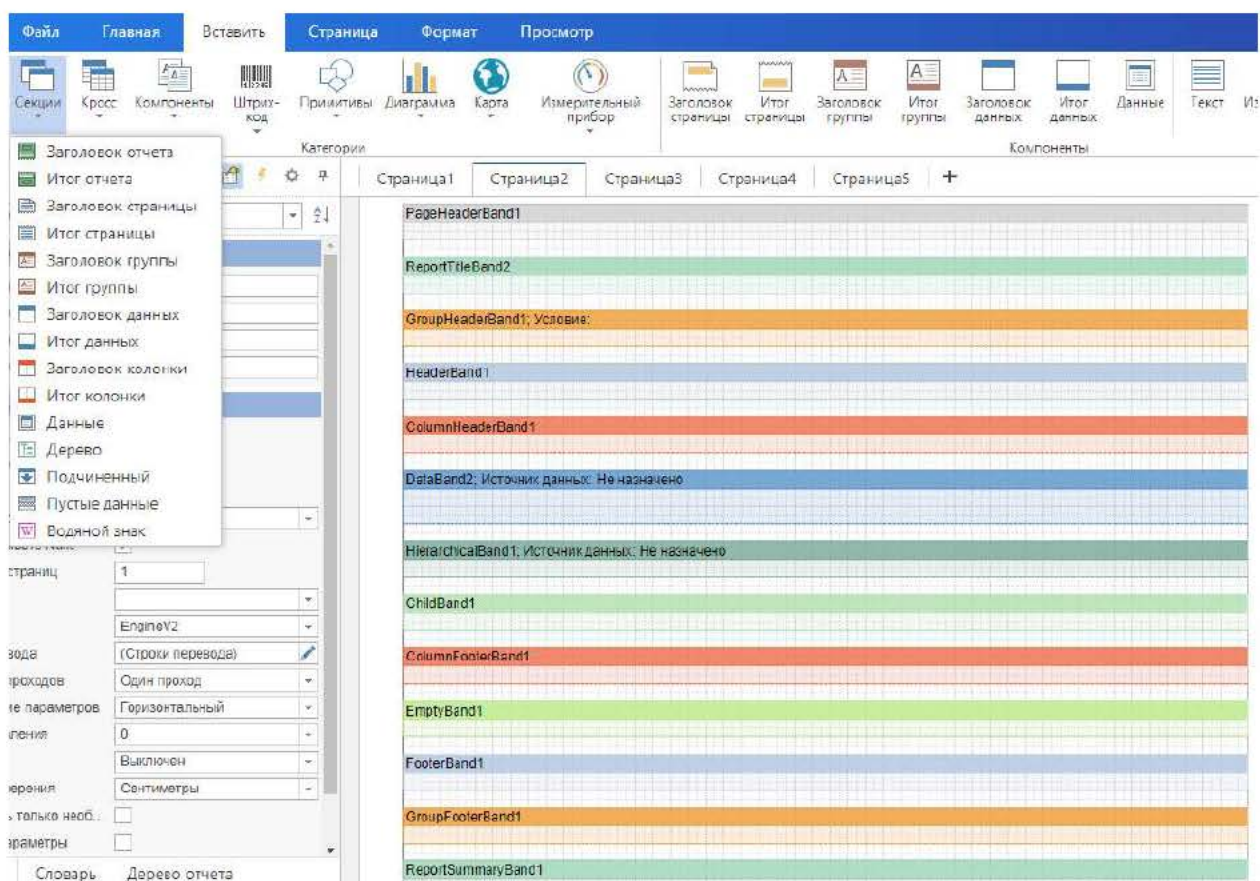 Файл Главная Вставить Страница Формат Просмотр
Секции Кросс Компоненты Штрих-код Примитивы Диаграмма Карта Измерительный прибор Заголовок страницы Итог страницы Заголовок группы Итог группы Заголовок данных Итог данных Данные Текст
Категории Компоненты
Заголовок отчета
Итог отчета
Заголовок страницы
Итог страницы
Заголовок группы
Итог группы
Заголовок данных
Итог данных
Заголовок колонки
Итог колонки
Данные
Дерево
Подчиненный
Пустые данные
Водяной знак
страниц 1
EngineV2
вода (Строки перевода)
проходов Один проход
ие параметров Горизонтальный
вления 0
Выключен
мерения Сантиметры
ь только необ...
араметры
Словарь Дерево отчета
Страница1 Страница2 Страница3 Страница4 Страница5 +
PageHeaderBand1
ReportTitleBand2
GroupHeaderBand1; Условие:
HeaderBand1
ColumnHeaderBand1
DataBand2; Источник данных: Не назначено
HierarchicalBand1; Источник данных: Не назначено
ChildBand1
ColumnFooterBand1
EmptyBand1
FooterBand1
GroupFooterBand1
ReportSummaryBand1